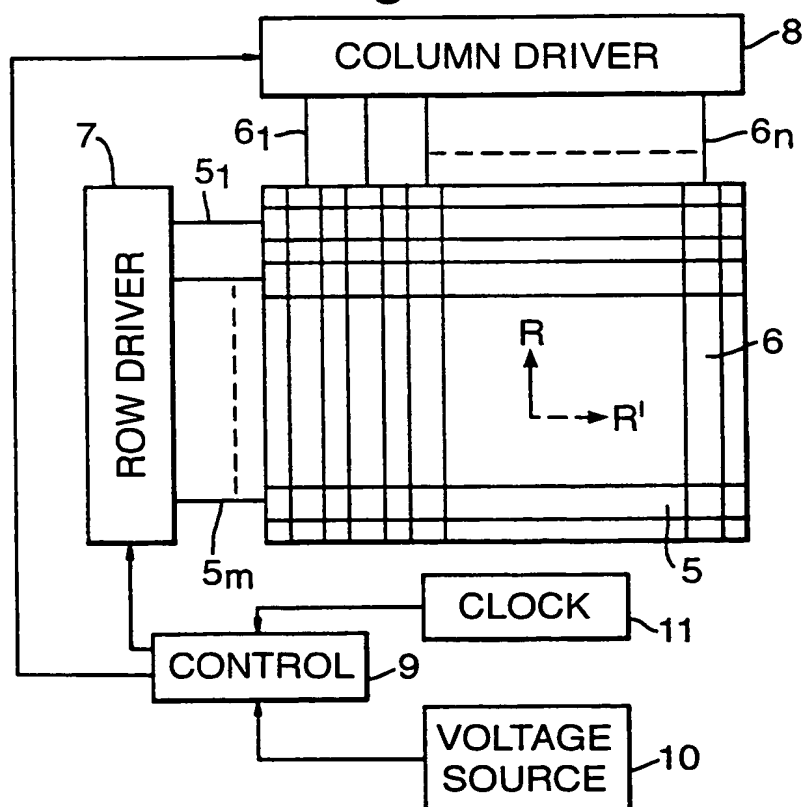 COLUMN DRIVER
8
6₁
6ₙ
7
5₁
ROW DRIVER
R
R'
6
5ₘ
5
CLOCK
11
CONTROL
9
VOLTAGE
SOURCE
10